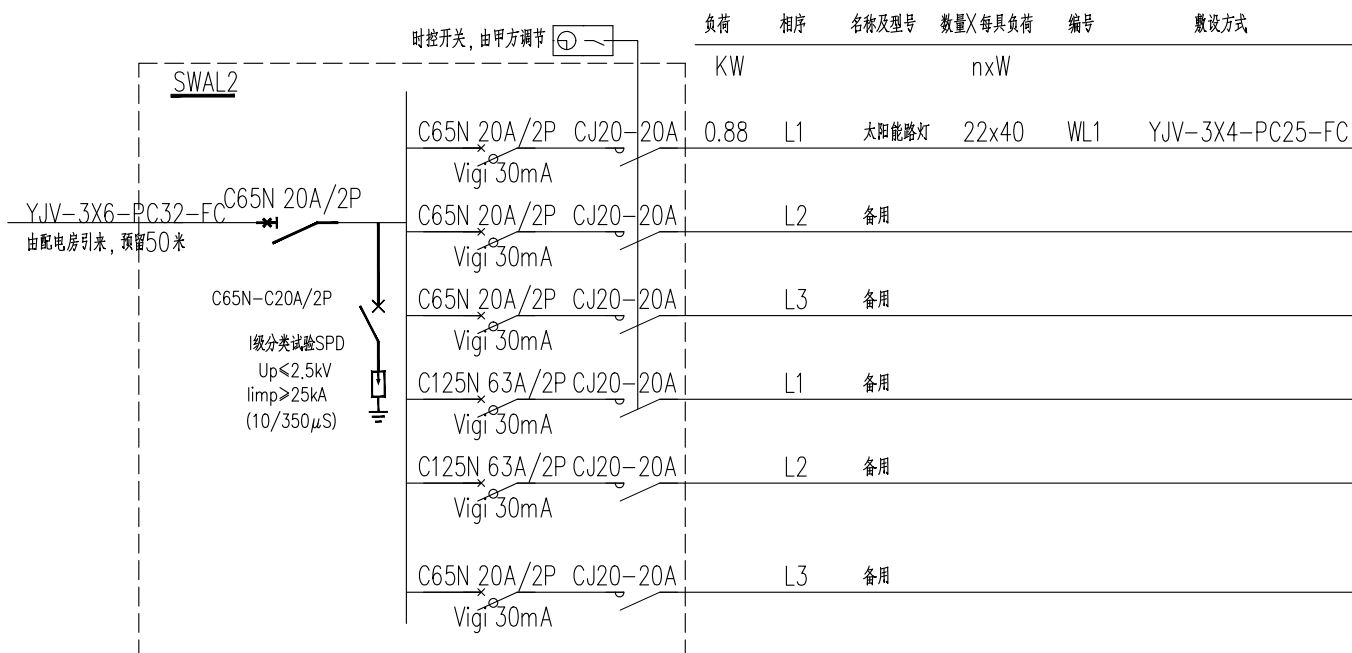 负荷 相序 名称及型号 数量X每具负荷 编号 敷设方式
时控开关, 由甲方调节
KW nxW
SWAL2
C65N 20A/2P CJ20-20A 0.88 L1 太阳能路灯 22x40 WL1 YJV-3X4-PC25-FC
Vigi 30mA
YJV-3X6-PC32-FC C65N 20A/2P
由配电房引来, 预留50米
C65N 20A/2P CJ20-20A L2 备用
Vigi 30mA
C65N-C20A/2P
C65N 20A/2P CJ20-20A L3 备用
Vigi 30mA
I级分类试验SPD
Up≤2.5kV
Iimp≥25kA
(10/350μS)
C125N 63A/2P CJ20-20A L1 备用
Vigi 30mA
C125N 63A/2P CJ20-20A L2 备用
Vigi 30mA
C65N 20A/2P CJ20-20A L3 备用
Vigi 30mA